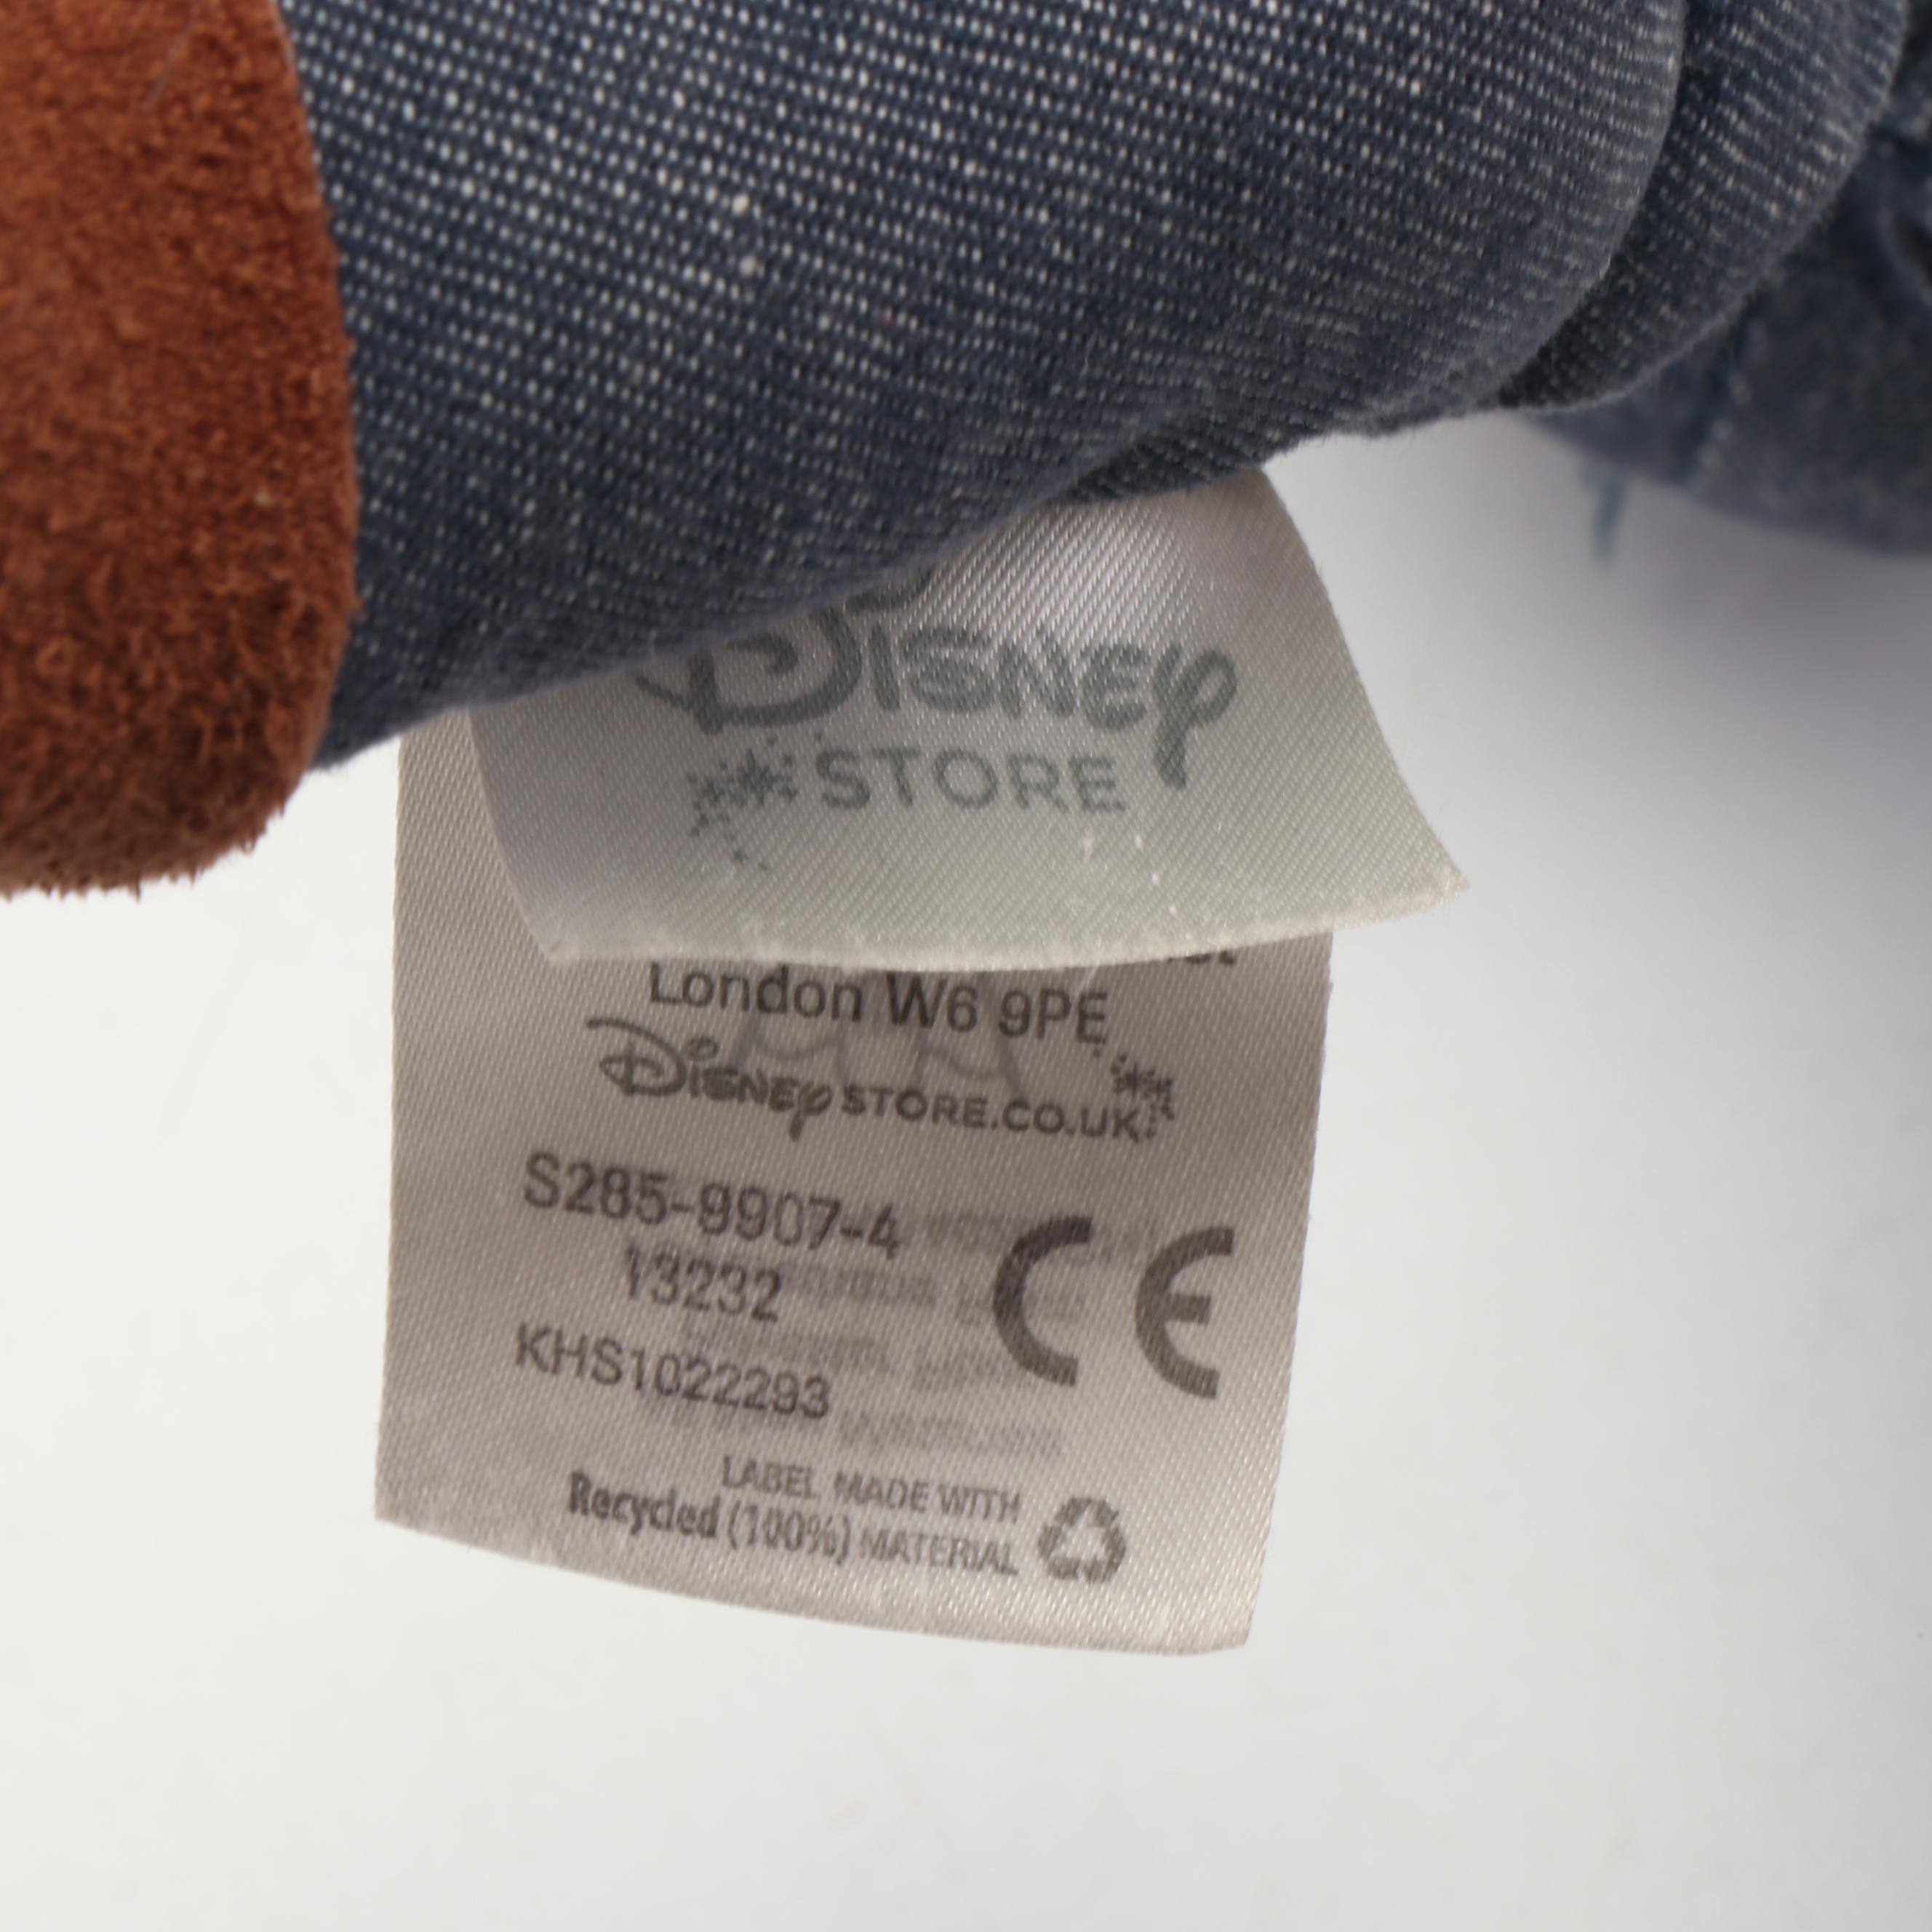 Disney
STORE
London W6 9PE
Disney STORE.CO.UK
S285-9907-4
13232
KHS1022293
LABEL MADE WITH
Recycled (100%) MATERIAL
CE